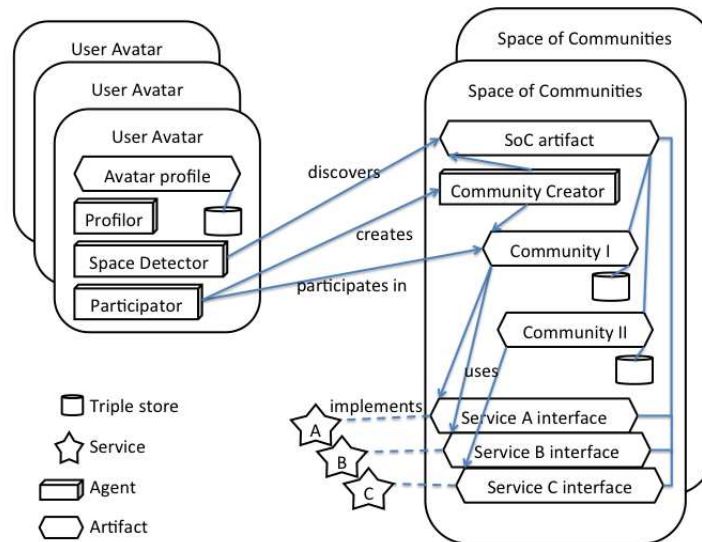 User Avatar
User Avatar
User Avatar
Avatar profile
Profilor
Space Detector
Participator
discovers
creates
participates in
Space of Communities
Space of Communities
SoC artifact
Community Creator
Community I
Community II
uses
implements
Service A interface
Service B interface
Service C interface
A
B
C
Triple store
Service
Agent
Artifact